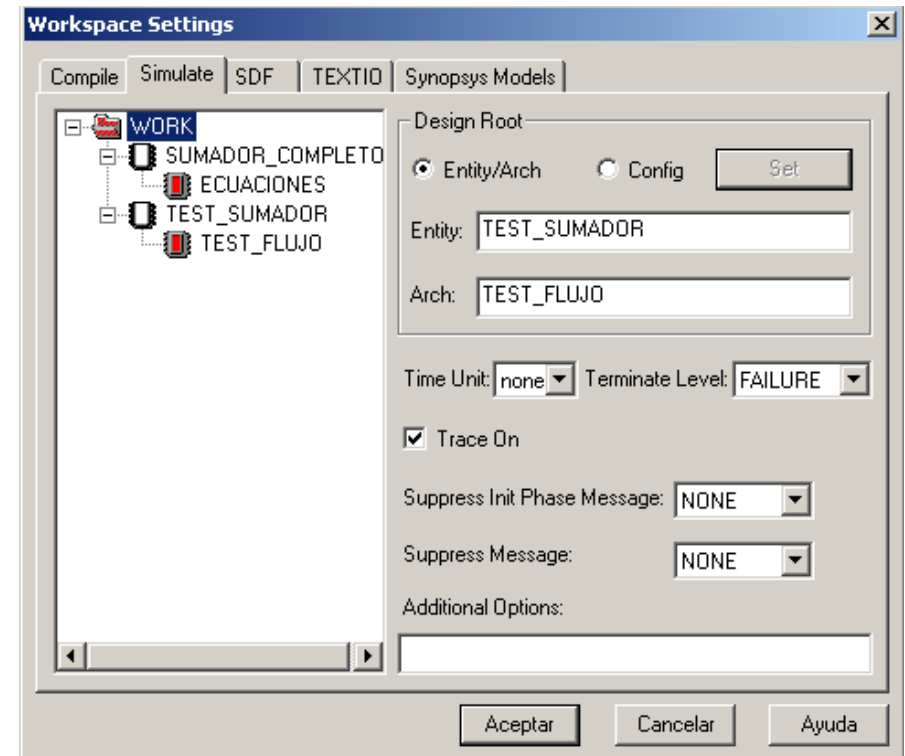 Workspace Settings
Compile Simulate SDF TEXTIO Synopsys Models
WORK
SUMADOR_COMPLETO
ECUACIONES
TEST_SUMADOR
TEST_FLUJO
Design Root
Entity/Arch Config Set
Entity: TEST_SUMADOR
Arch: TEST_FLUJO
Time Unit: none Terminate Level: FAILURE
Trace On
Suppress Init Phase Message: NONE
Suppress Message: NONE
Additional Options:
Aceptar Cancelar Ayuda